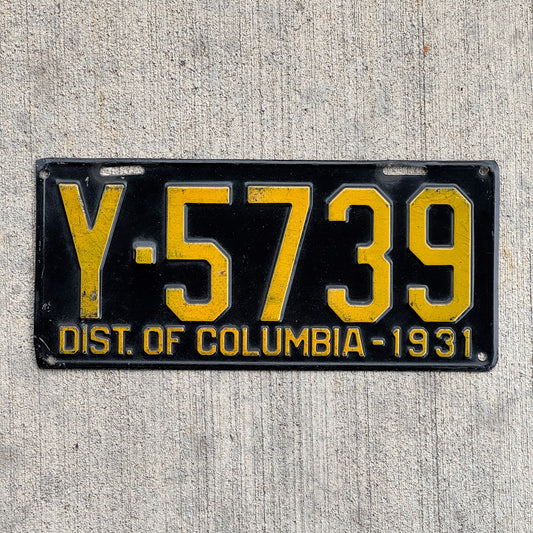 Y-5739
DIST. OF COLUMBIA - 1931